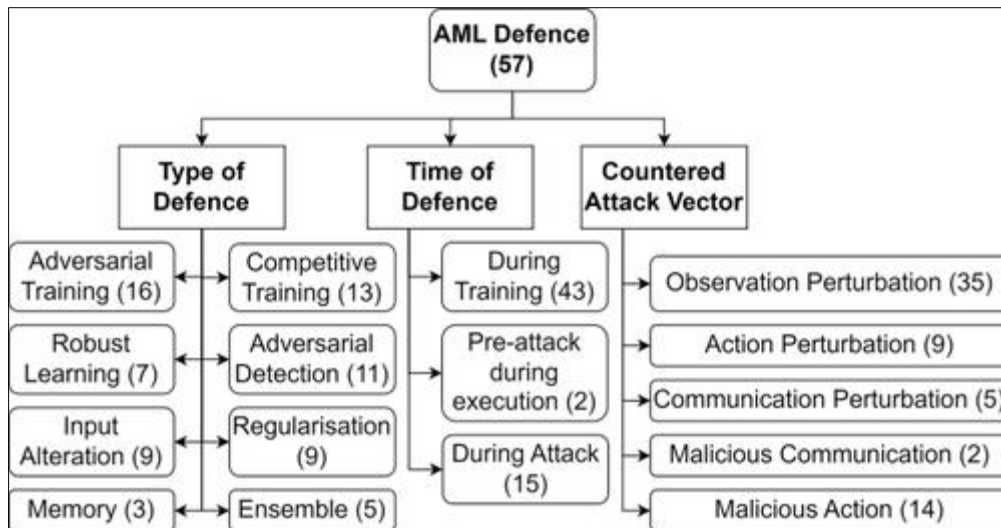 AML Defence
(57)
Type of
Defence
Time of
Defence
Countered
Attack Vector
Adversarial
Training (16)
Competitive
Training (13)
Robust
Learning (7)
Adversarial
Detection (11)
Input
Alteration (9)
Regularisation
(9)
Memory (3)
Ensemble (5)
During
Training (43)
Pre-attack
during
execution (2)
During Attack
(15)
Observation Perturbation (35)
Action Perturbation (9)
Communication Perturbation (5)
Malicious Communication (2)
Malicious Action (14)